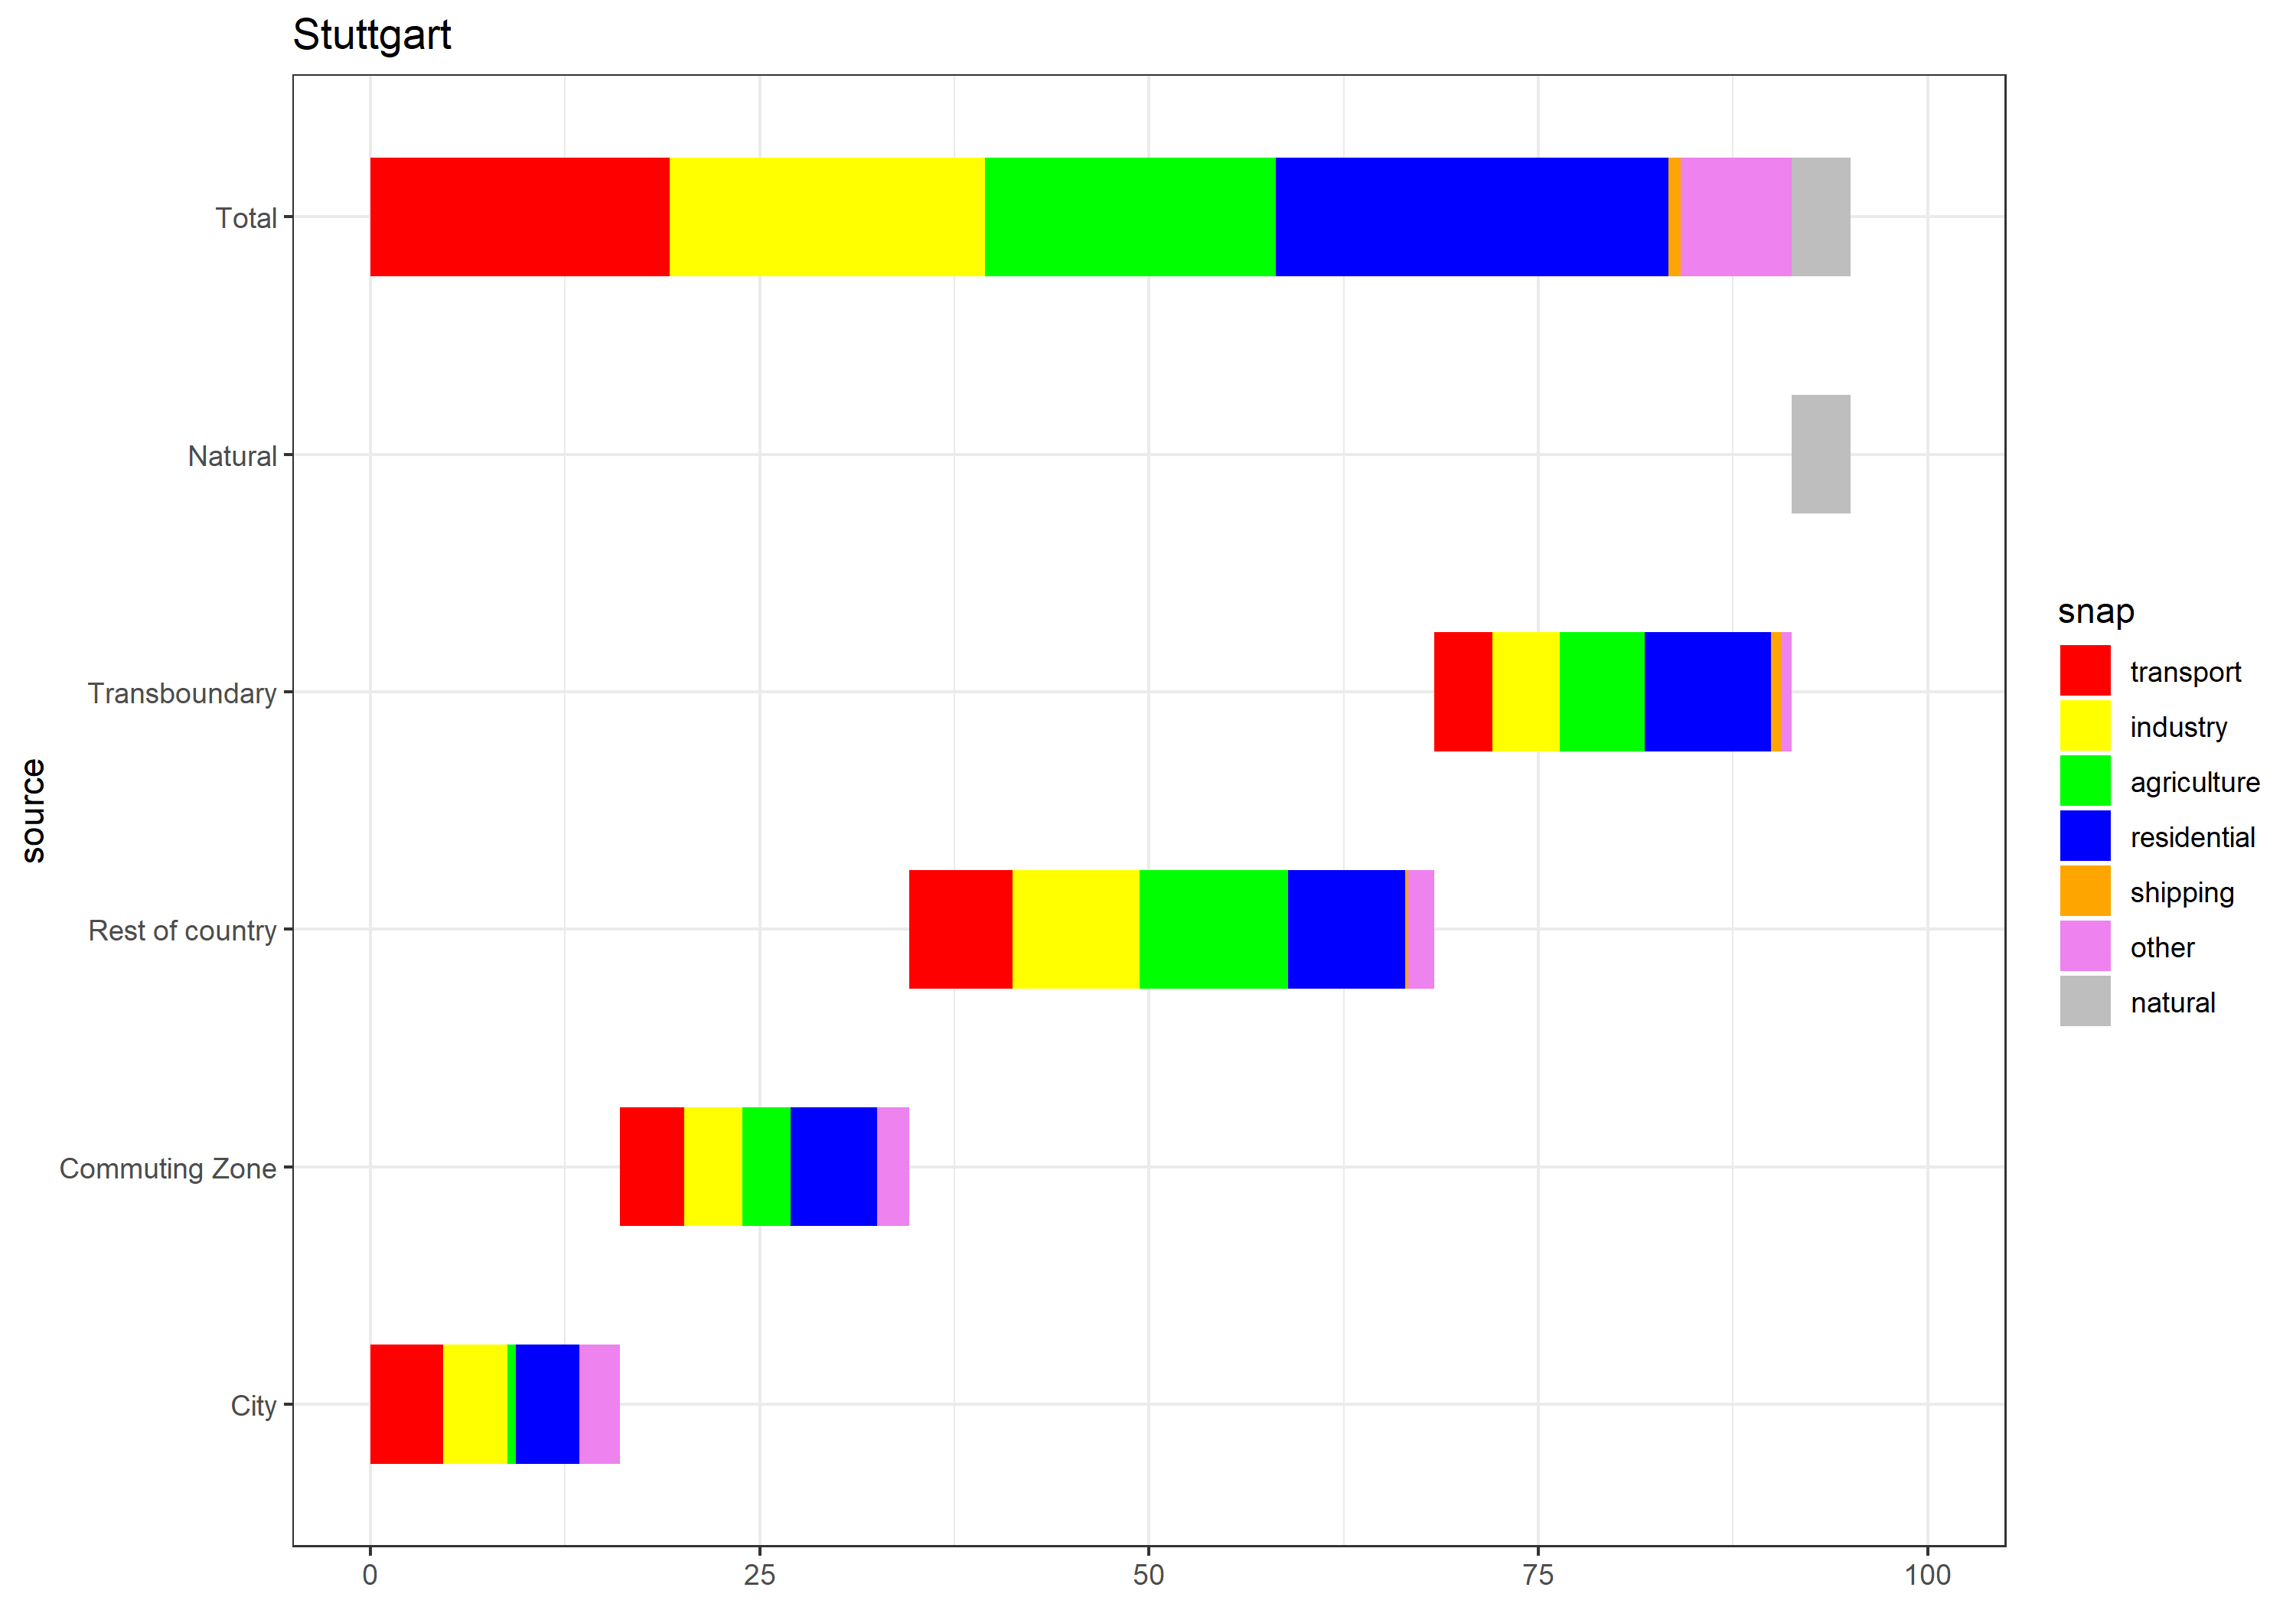 Stuttgart
Total
Natural
Transboundary
Rest of country
Commuting Zone
City
source
0 25 50 75 100
snap
transport
industry
agriculture
residential
shipping
other
natural